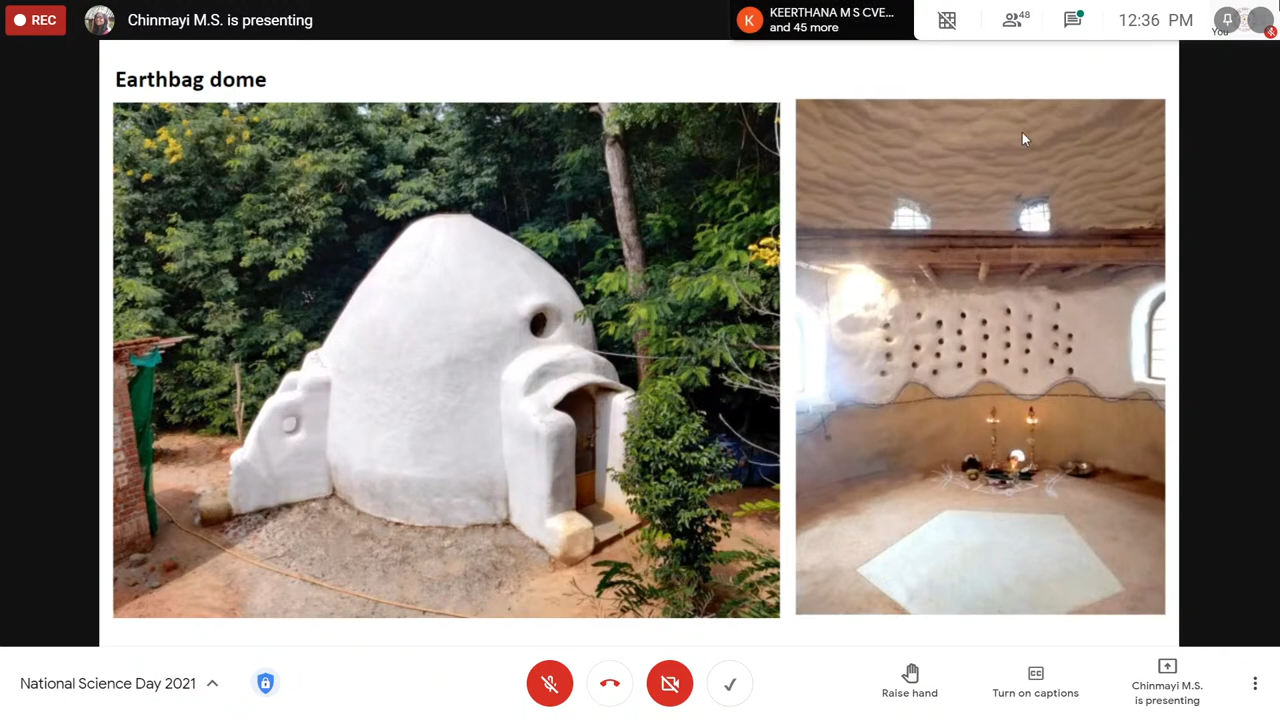 REC
Chinmayi M.S. is presenting
K
KEERTHANA M S CVE...
and 45 more
48
12:36 PM
You
Earthbag dome
National Science Day 2021
Raise hand
CC
Turn on captions
Chinmayi M.S.
is presenting